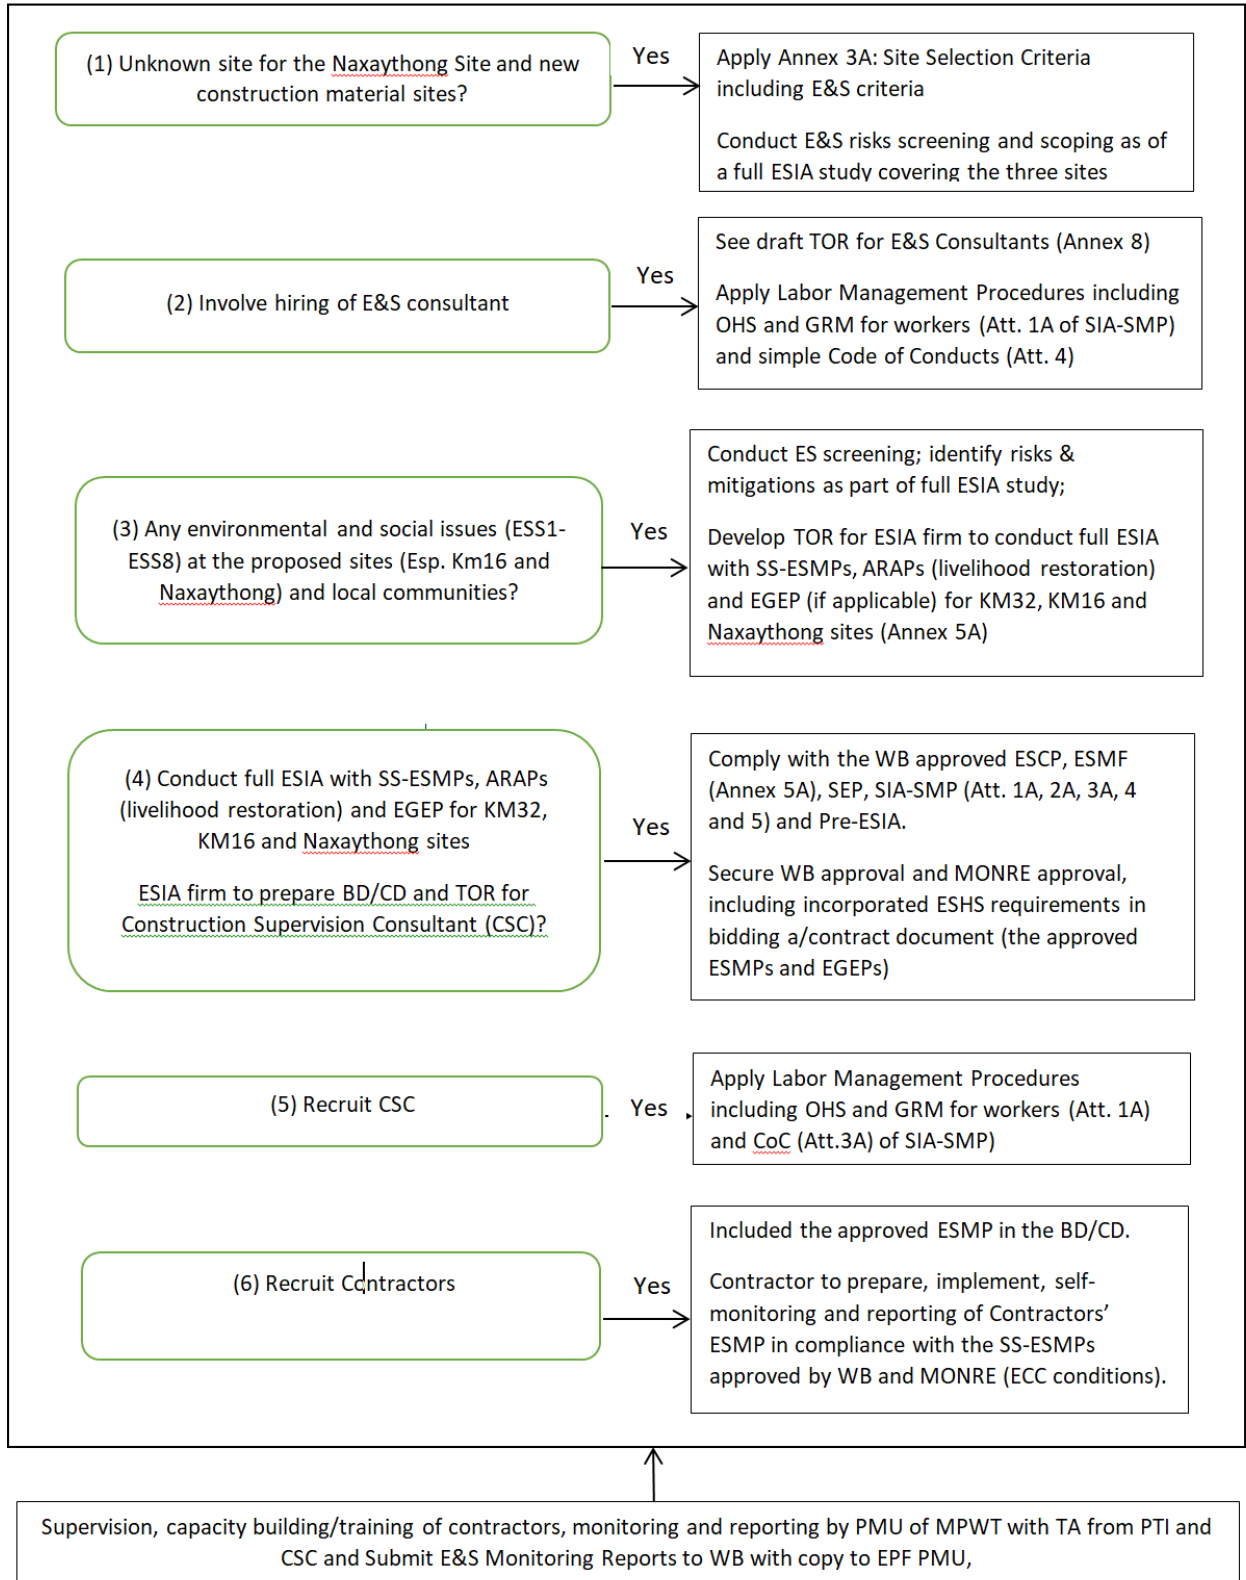 (1) Unknown site for the Naxaythong Site and new
construction material sites?
Yes
Apply Annex 3A: Site Selection Criteria
including E&S criteria
Conduct E&S risks screening and scoping as of
a full ESIA study covering the three sites
(2) Involve hiring of E&S consultant
Yes
See draft TOR for E&S Consultants (Annex 8)
Apply Labor Management Procedures including
OHS and GRM for workers (Att. 1A of SIA-SMP)
and simple Code of Conducts (Att. 4)
(3) Any environmental and social issues (ESS1-
ESS8) at the proposed sites (Esp. Km16 and
Naxaythong) and local communities?
Yes
Conduct ES screening; identify risks &
mitigations as part of full ESIA study;
Develop TOR for ESIA firm to conduct full ESIA
with SS-ESMPs, ARAPs (livelihood restoration)
and EGEP (if applicable) for KM32, KM16 and
Naxaythong sites (Annex 5A)
(4) Conduct full ESIA with SS-ESMPs, ARAPs
(livelihood restoration) and EGEP for KM32,
KM16 and Naxaythong sites
ESIA firm to prepare BD/CD and TOR for
Construction Supervision Consultant (CSC)?
Yes
Comply with the WB approved ESCP, ESMF
(Annex 5A), SEP, SIA-SMP (Att. 1A, 2A, 3A, 4
and 5) and Pre-ESIA.
Secure WB approval and MONRE approval,
including incorporated ESHS requirements in
bidding a/contract document (the approved
ESMPs and EGEPs)
(5) Recruit CSC
Yes
Apply Labor Management Procedures
including OHS and GRM for workers (Att. 1A)
and CoC (Att.3A) of SIA-SMP)
(6) Recruit Contractors
Yes
Included the approved ESMP in the BD/CD.
Contractor to prepare, implement, self-
monitoring and reporting of Contractors’
ESMP in compliance with the SS-ESMPs
approved by WB and MONRE (ECC conditions).
Supervision, capacity building/training of contractors, monitoring and reporting by PMU of MPWT with TA from PTI and
CSC and Submit E&S Monitoring Reports to WB with copy to EPF PMU,